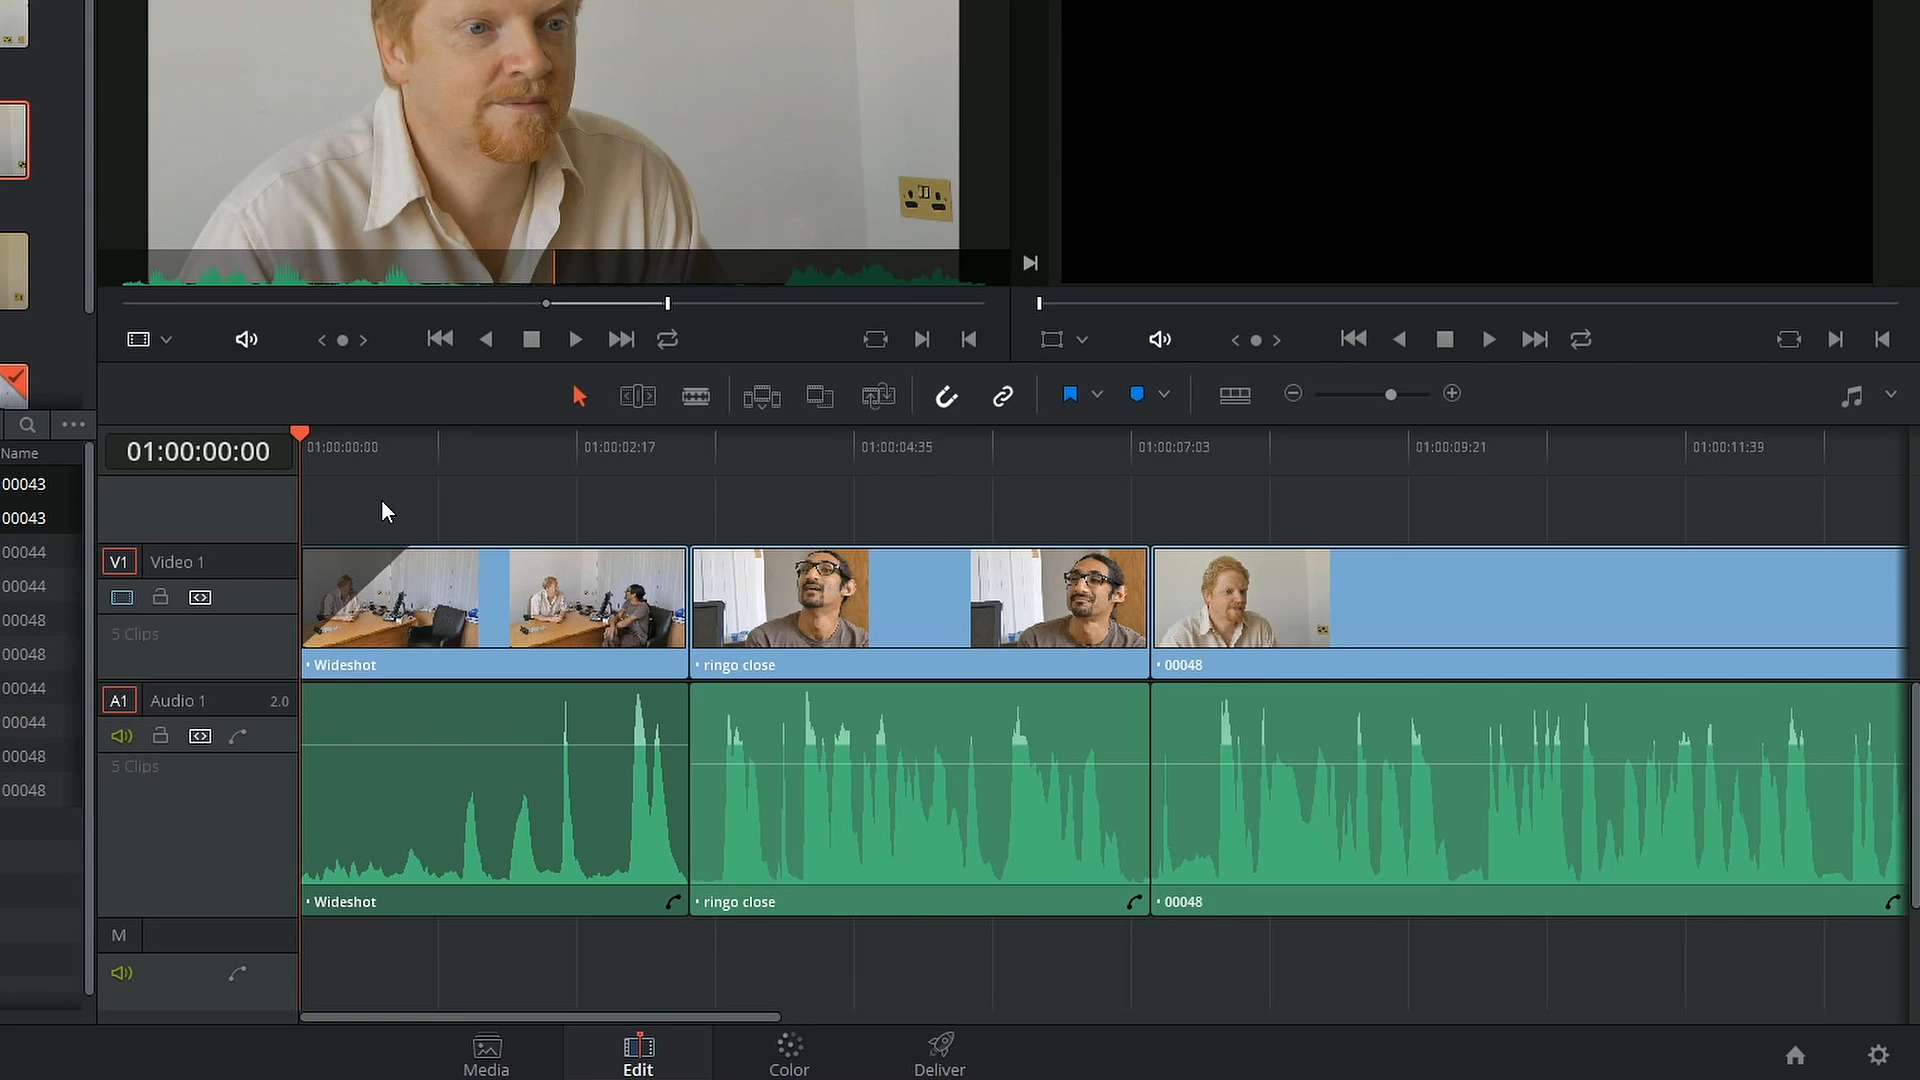 01:00:00:00
01:00:00:00
01:00:02:17
01:00:04:35
01:00:07:03
01:00:09:21
01:00:11:39
Name
00043
00043
00044
00044
00048
00048
00044
00044
00048
00048
V1
Video 1
5 Clips
• Wideshot
• ringo close
• 00048
A1
Audio 1
2.0
5 Clips
• Wideshot
• ringo close
• 00048
M
Media
Edit
Color
Deliver